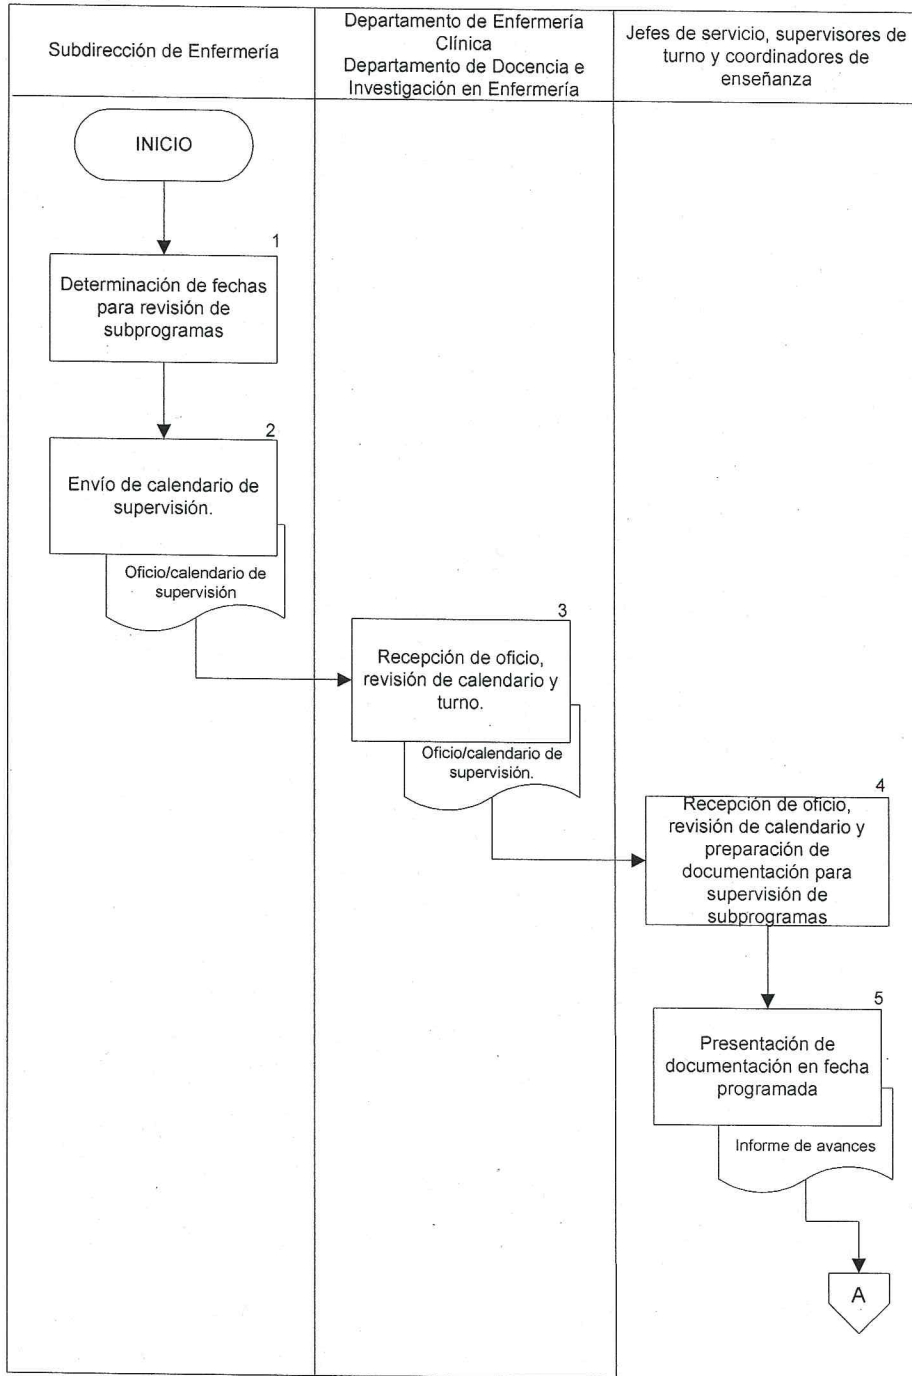 Subdirección de Enfermería
Departamento de Enfermería
Clínica
Departamento de Docencia e
Investigación en Enfermería
Jefes de servicio, supervisores de
turno y coordinadores de
enseñanza
INICIO
1
Determinación de fechas
para revisión de
subprogramas
2
Envío de calendario de
supervisión.
Oficio/calendario de
supervisión
3
Recepción de oficio,
revisión de calendario y
turno.
Oficio/calendario de
supervisión.
4
Recepción de oficio,
revisión de calendario y
preparación de
documentación para
supervisión de
subprogramas
5
Presentación de
documentación en fecha
programada
Informe de avances
A